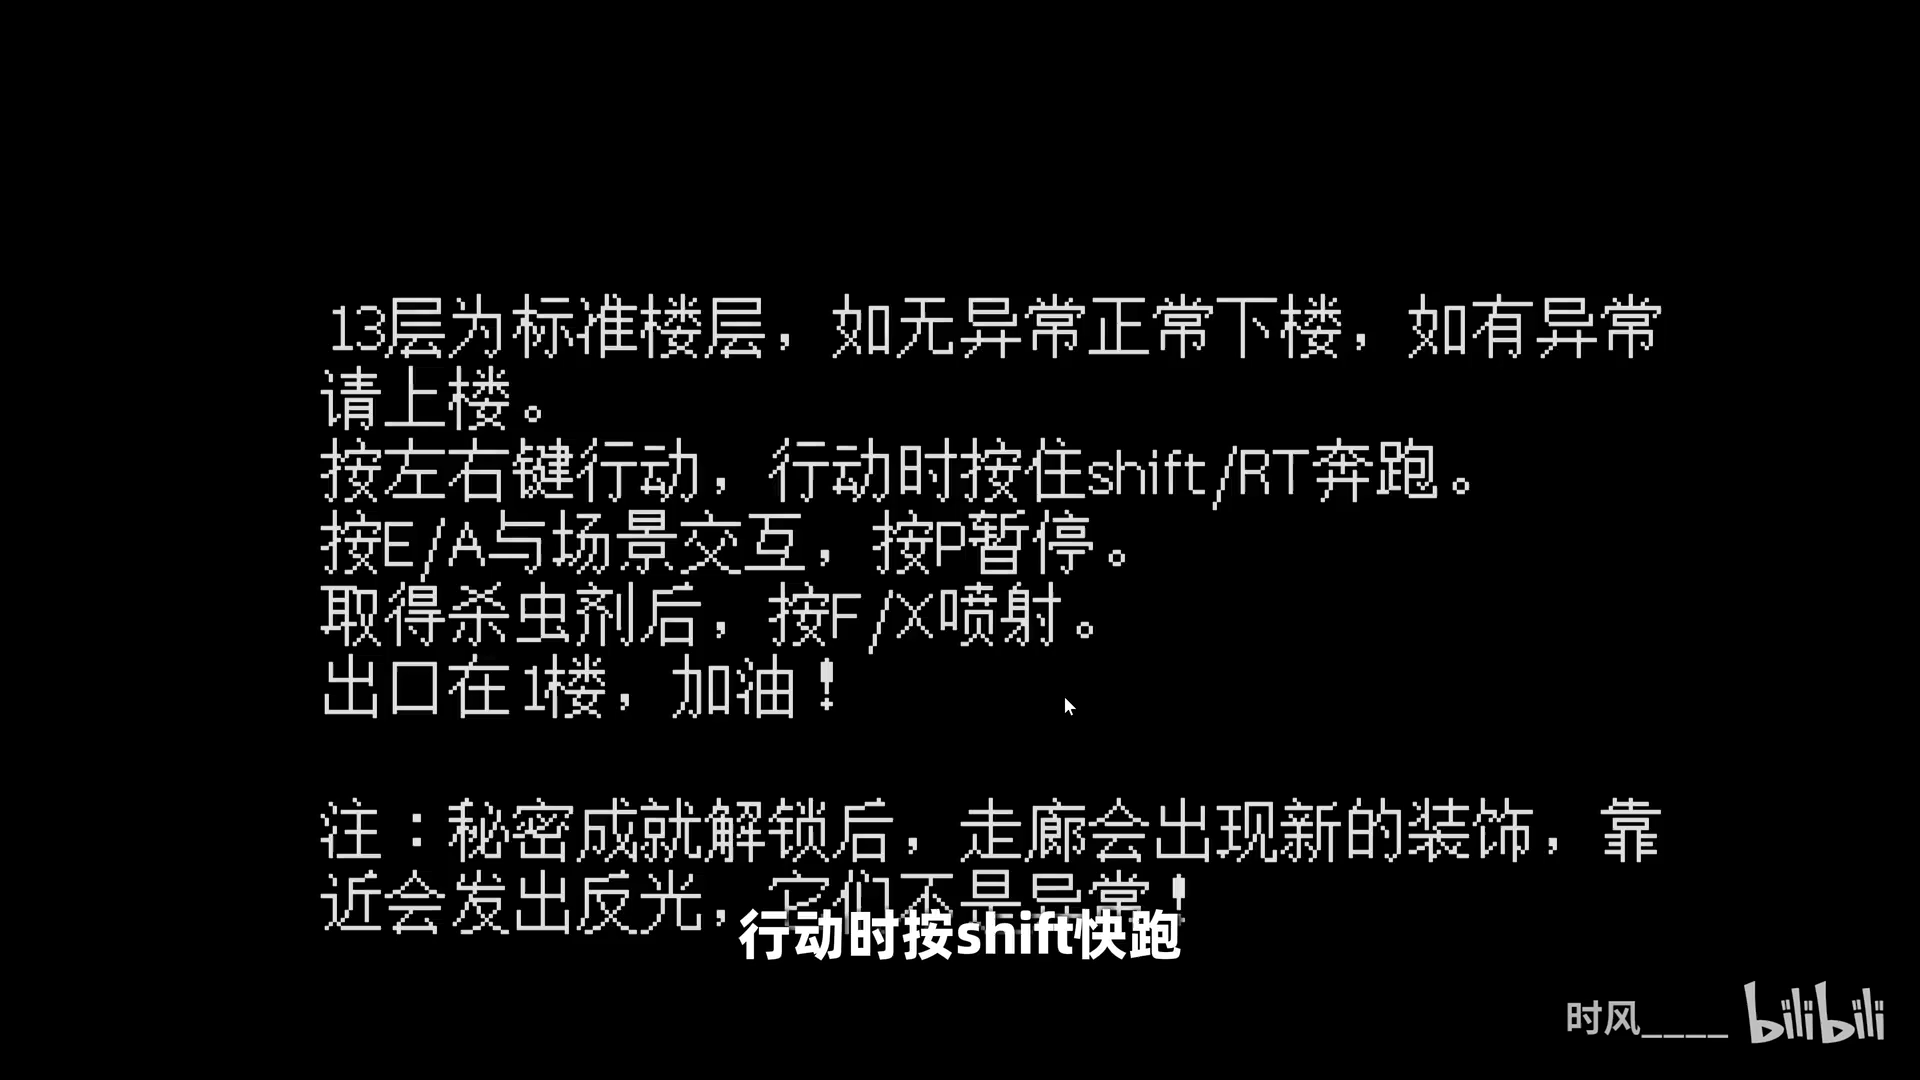 13层为标准楼层，如无异常正常下楼，如有异常
请上楼。
按左右键行动，行动时按住shift/RT奔跑。
按E/A与场景交互，按P暂停。
取得杀虫剂后，按F/X喷射。
出口在1楼，加油！
注：秘密成就解锁后，走廊会出现新的装饰，靠
近会发出反光，它们不是异常！
行动时按shift快跑
时风____ bilibili